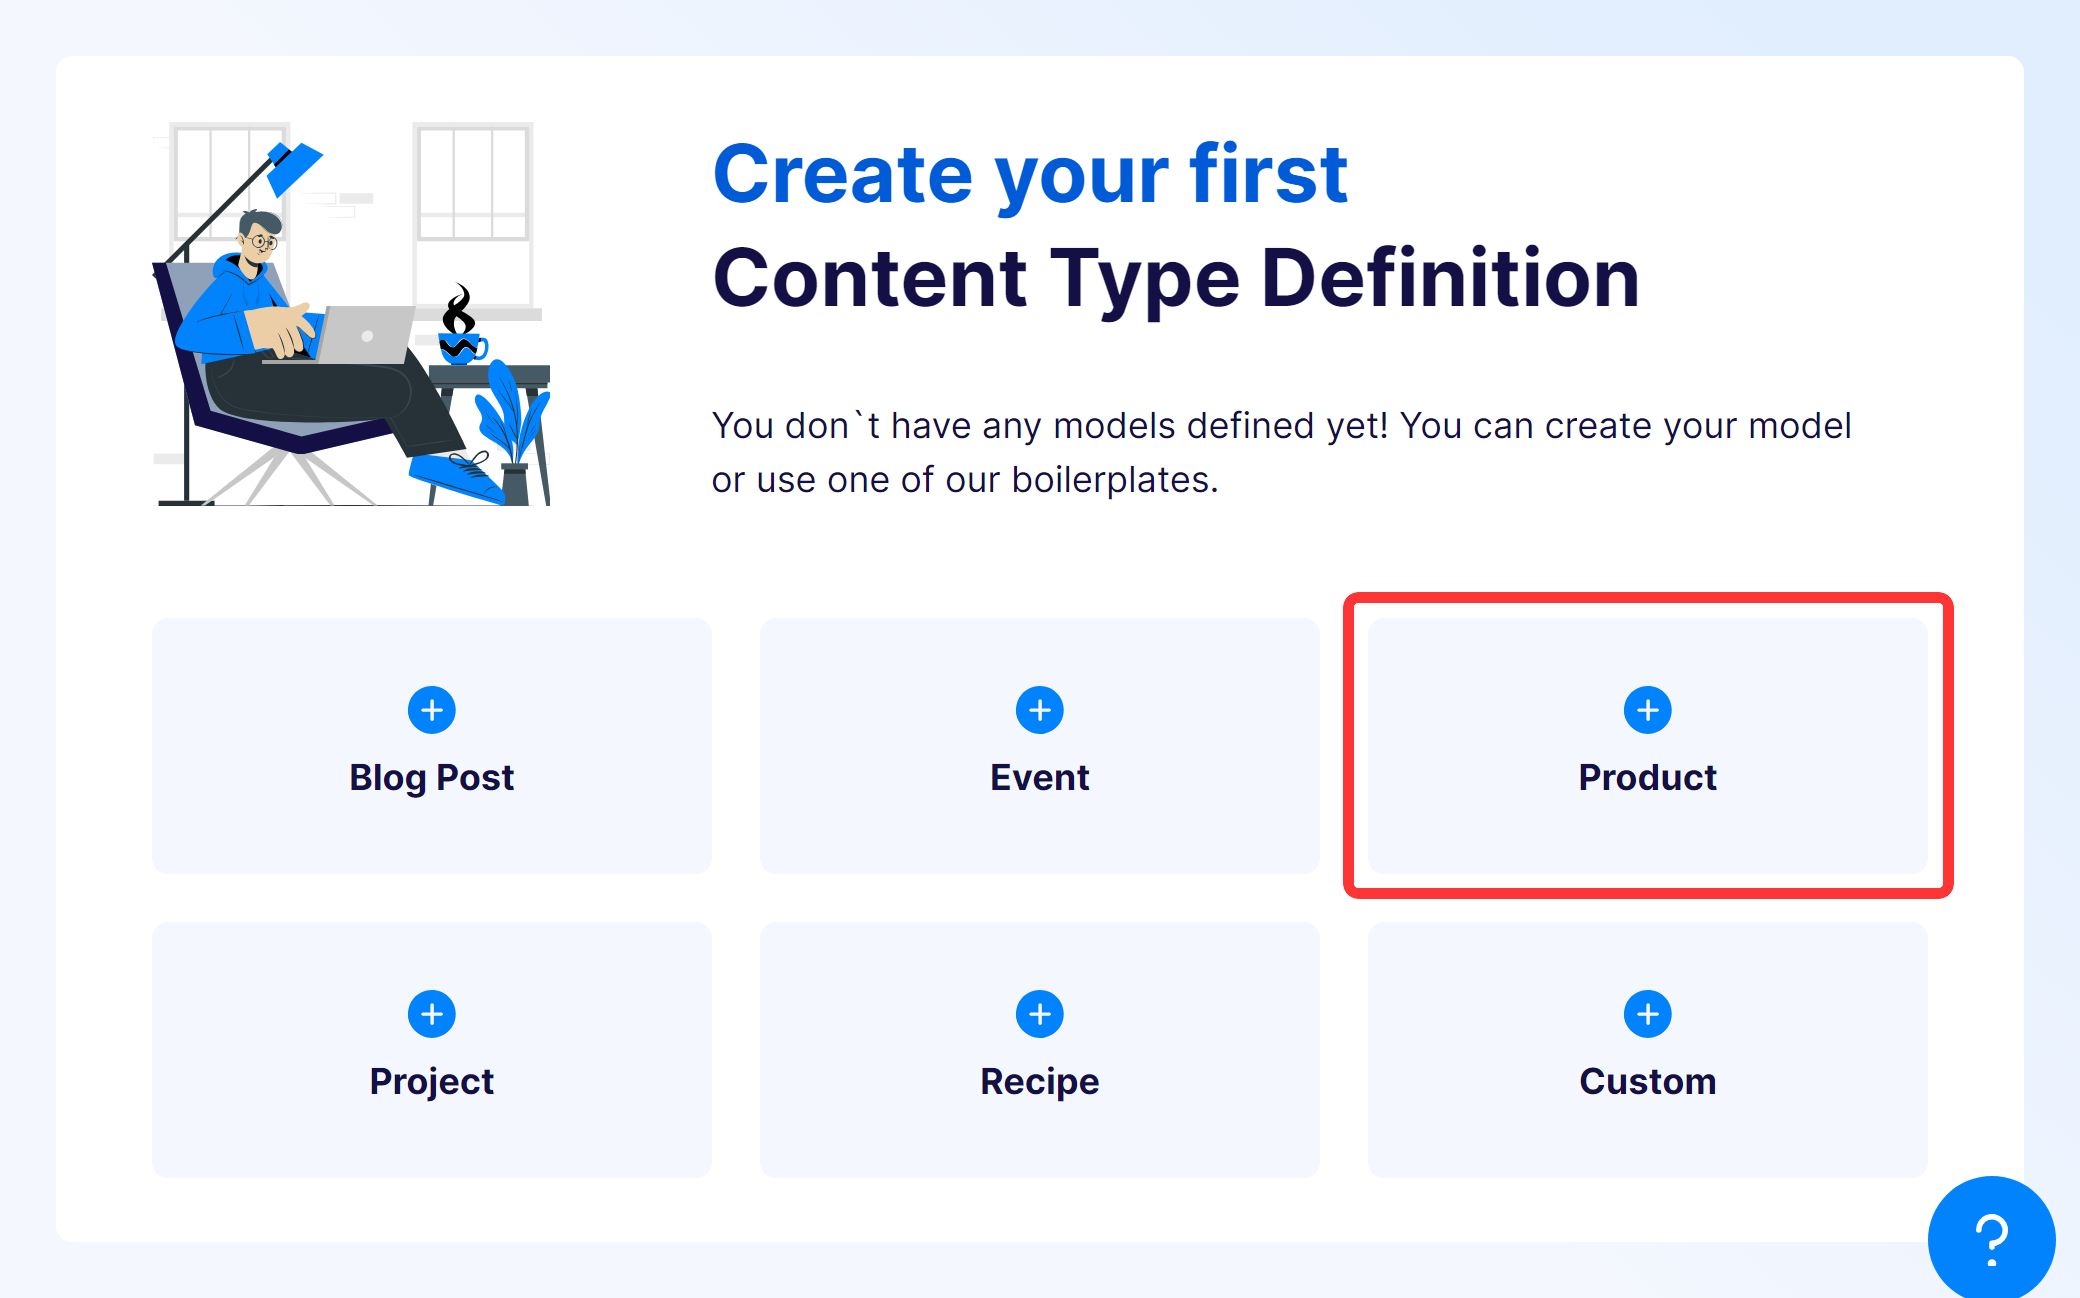 Create your first
Content Type Definition
You don`t have any models defined yet! You can create your model
or use one of our boilerplates.
Blog Post
Event
Product
Project
Recipe
Custom
?